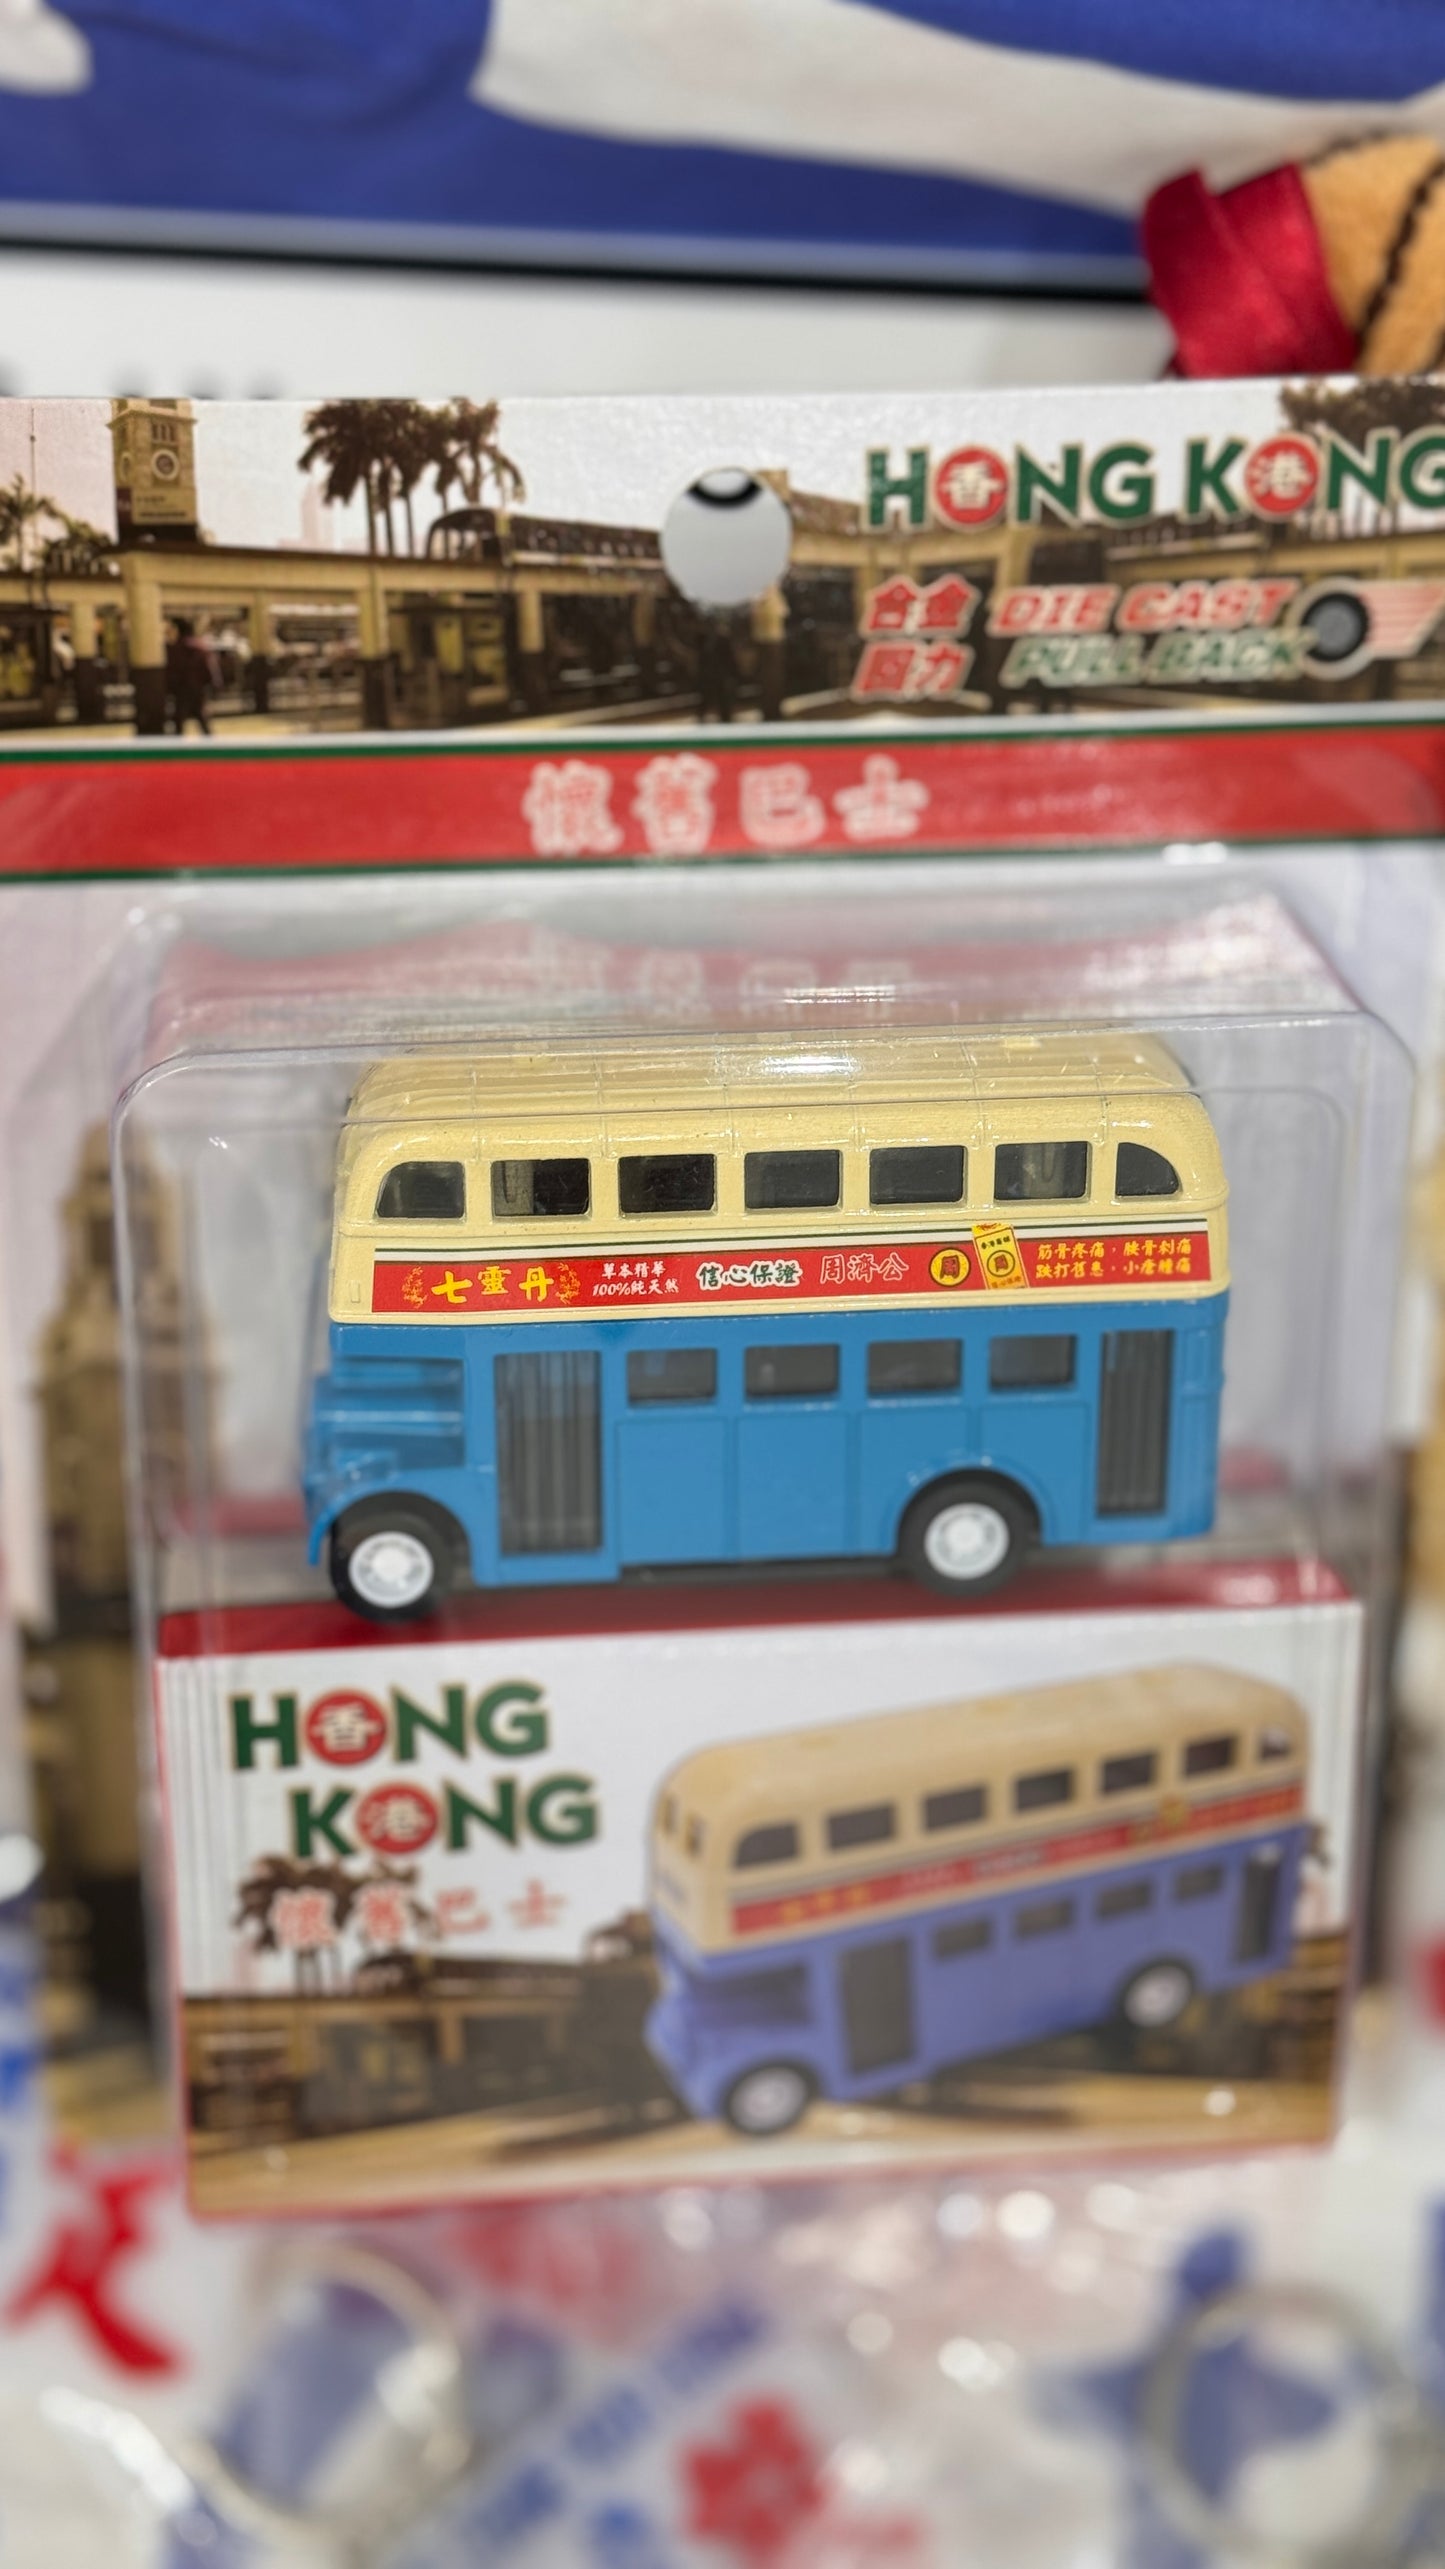 HONG KONG
香 港
合金 DIE CAST
回力 PULL BACK
懷舊巴士
七靈丹 草本精華 100%純天然 信心保證 周濟公 周 筋骨疼痛，腰骨刺痛
跌打舊患，小瘡腫痛
HONG
香
KONG
港
懷舊巴士